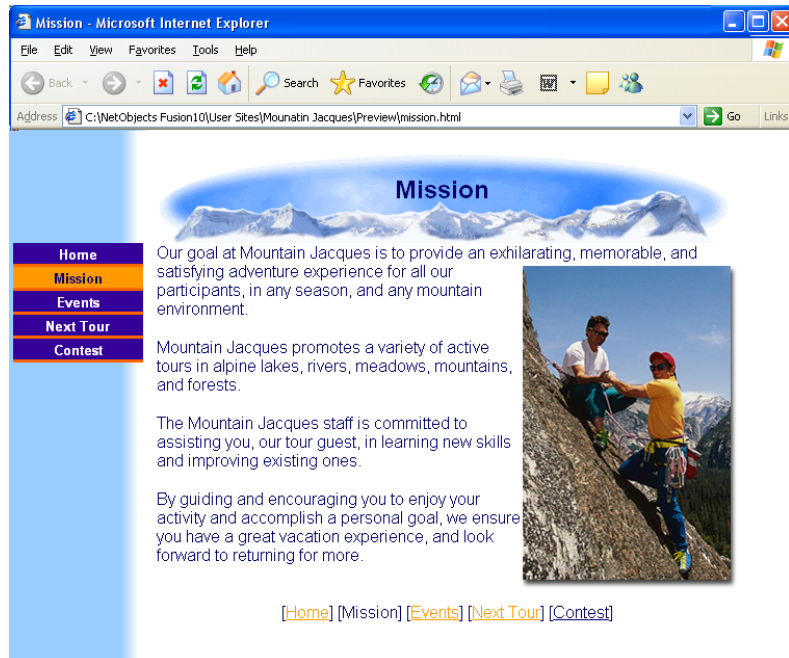 Mission - Microsoft Internet Explorer
File Edit View Favorites Tools Help
Back Search Favorites
Address C:\NetObjects Fusion10\User Sites\Mounatin Jacques\Preview\mission.html Go Links
Mission
Home
Mission
Events
Next Tour
Contest
Our goal at Mountain Jacques is to provide an exhilarating, memorable, and
satisfying adventure experience for all our
participants, in any season, and any mountain
environment.
Mountain Jacques promotes a variety of active
tours in alpine lakes, rivers, meadows, mountains,
and forests.
The Mountain Jacques staff is committed to
assisting you, our tour guest, in learning new skills
and improving existing ones.
By guiding and encouraging you to enjoy your
activity and accomplish a personal goal, we ensure
you have a great vacation experience, and look
forward to returning for more.
[Home] [Mission] [Events] [Next Tour] [Contest]